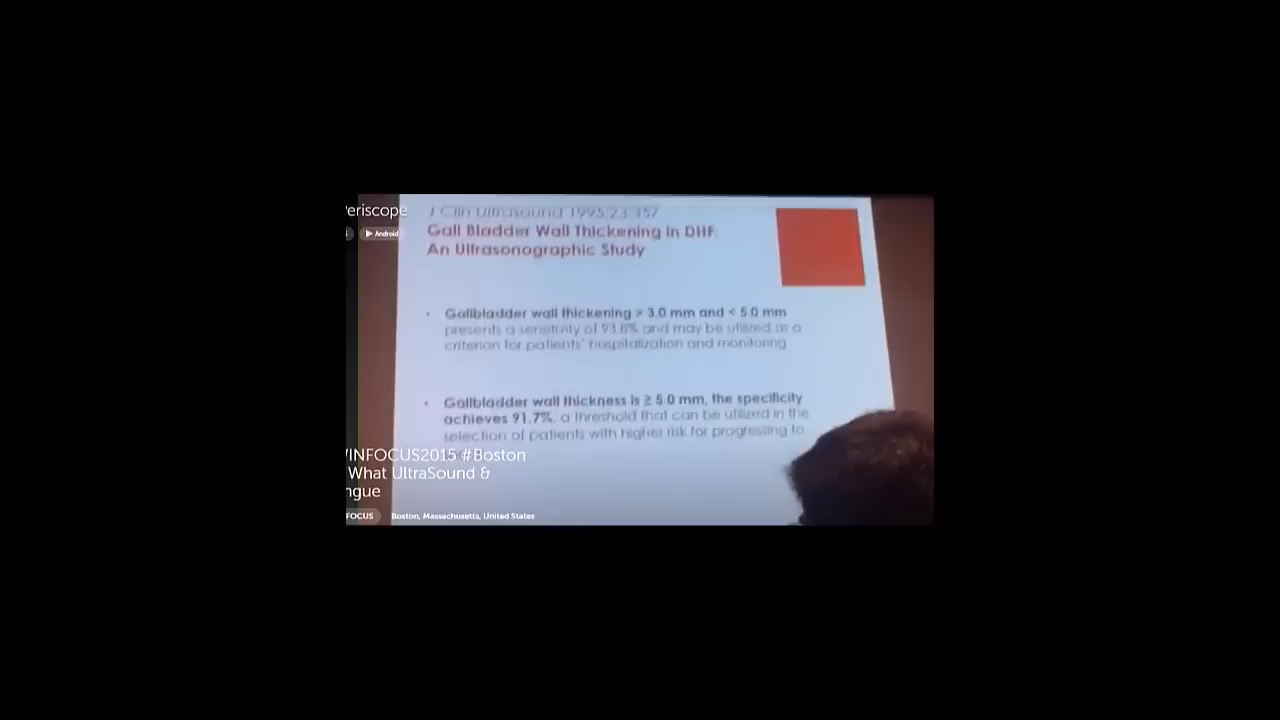 Periscope
Android
J Clin Ultrasound 1995;23:357
Gall Bladder Wall Thickening in DHF:
An Ultrasonographic Study
• Gallbladder wall thickening > 3.0 mm and < 5.0 mm
presents a sensitivity of 93.8% and may be utilized as a
criterion for patients' hospitalization and monitoring
• Gallbladder wall thickness is ≥ 5.0 mm, the specificity
achieves 91.7%, a threshold that can be utilized in the
selection of patients with higher risk for progressing to
INFOCUS2015 #Boston
What UltraSound &
ngue
FOCUS
Boston, Massachusetts, United States